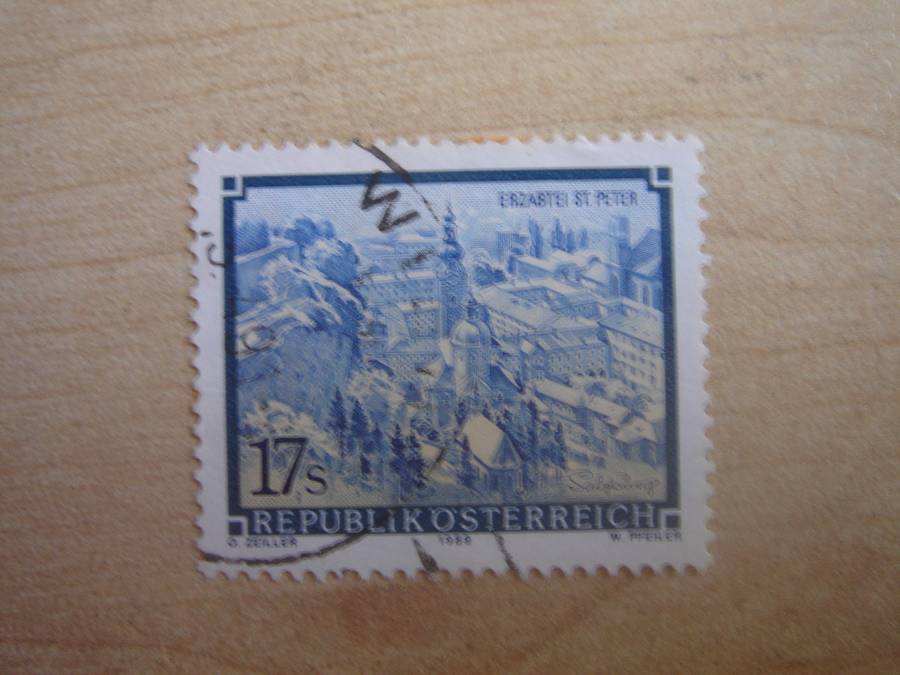 ERZABTEI ST. PETER
17s
Salzburg
REPUBLIK ÖSTERREICH
O. ZEILLER 1989 W. PFEILER
W